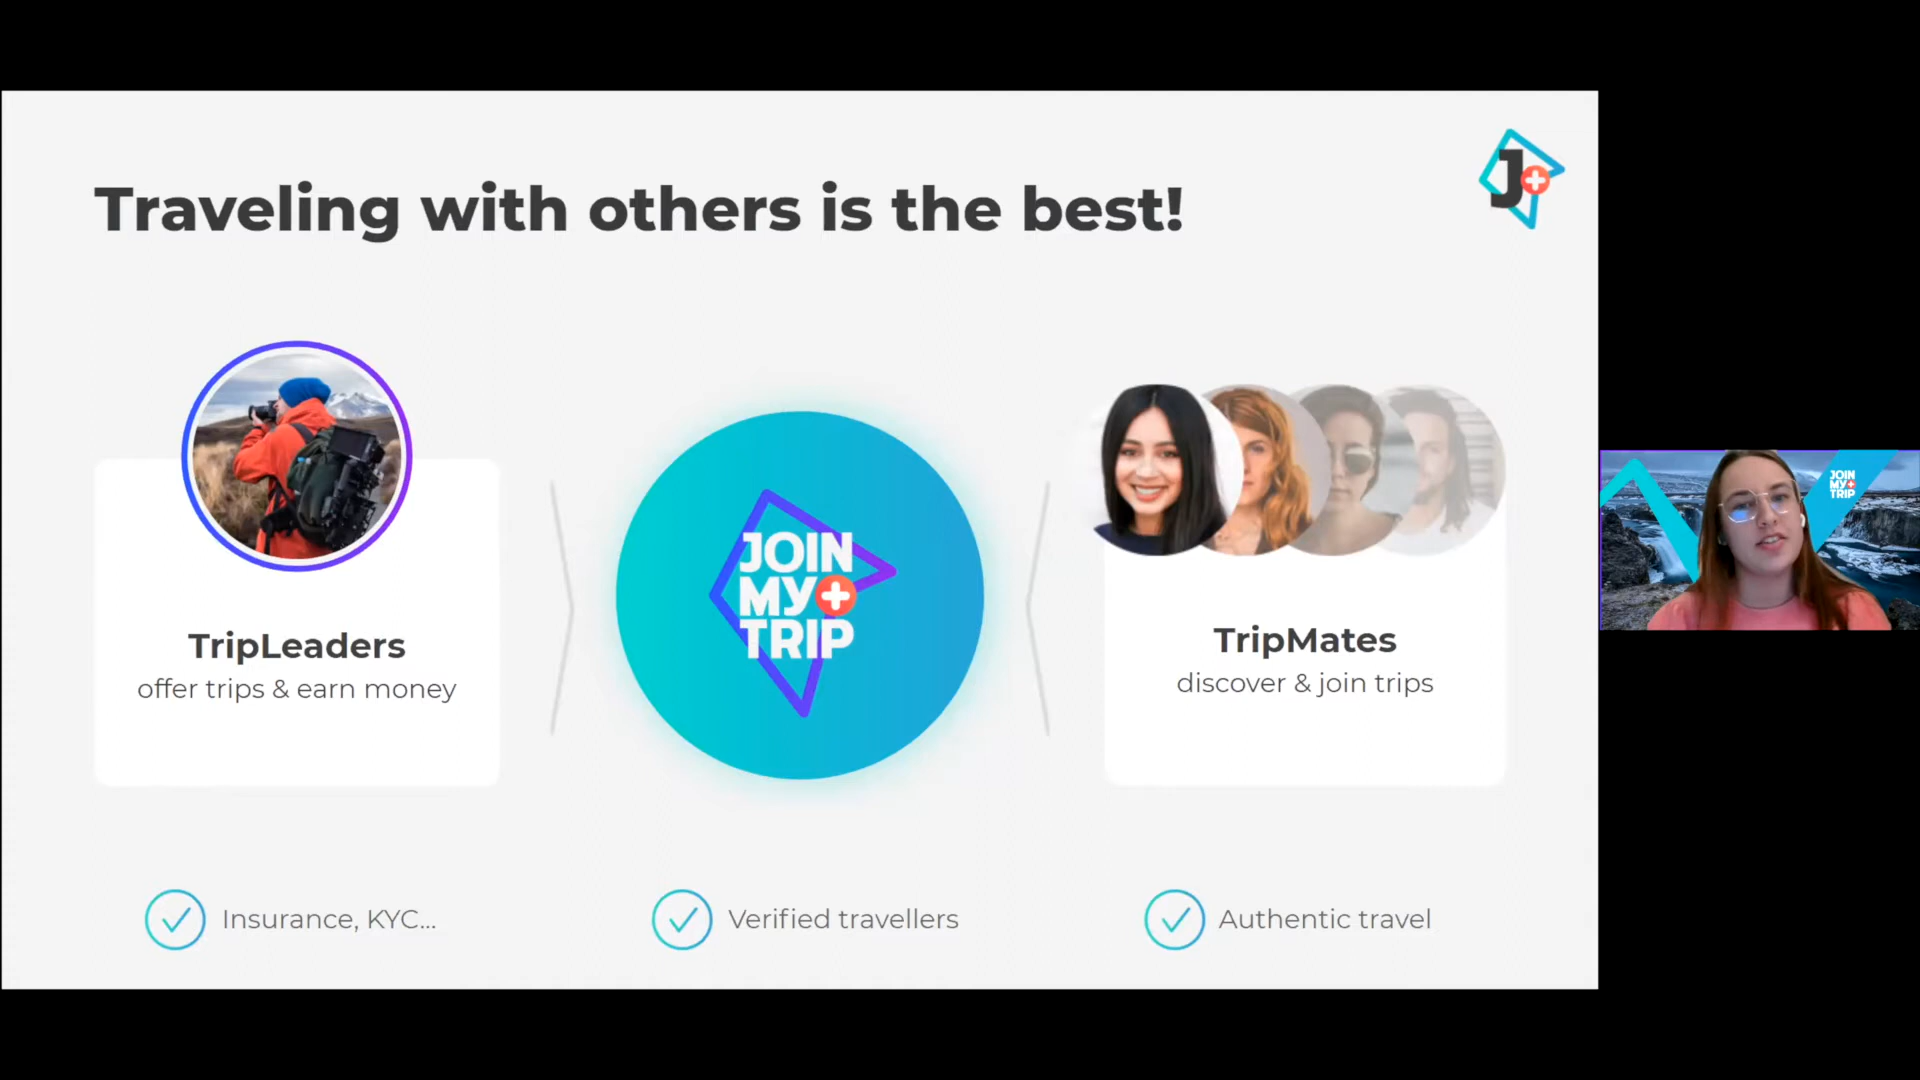 Traveling with others is the best!
J+
JOIN
MY+
TRIP
TripLeaders
offer trips & earn money
TripMates
discover & join trips
Insurance, KYC...
Verified travellers
Authentic travel
JOIN
MY+
TRIP